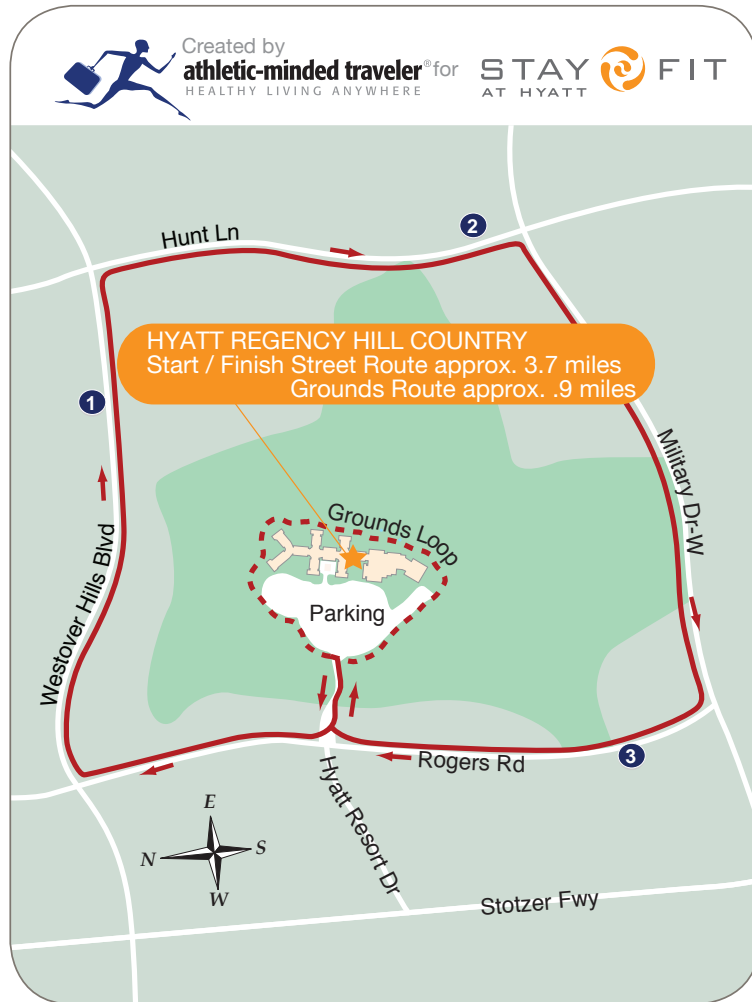 Created by
athletic-minded traveler® for
HEALTHY LIVING ANYWHERE
STAY FIT
AT HYATT
Hunt Ln
2
HYATT REGENCY HILL COUNTRY
Start / Finish Street Route approx. 3.7 miles
Grounds Route approx. .9 miles
1
Military Dr-W
Grounds Loop
Westover Hills Blvd
Parking
Rogers Rd
3
Hyatt Resort Dr
E
N
S
W
Stotzer Fwy